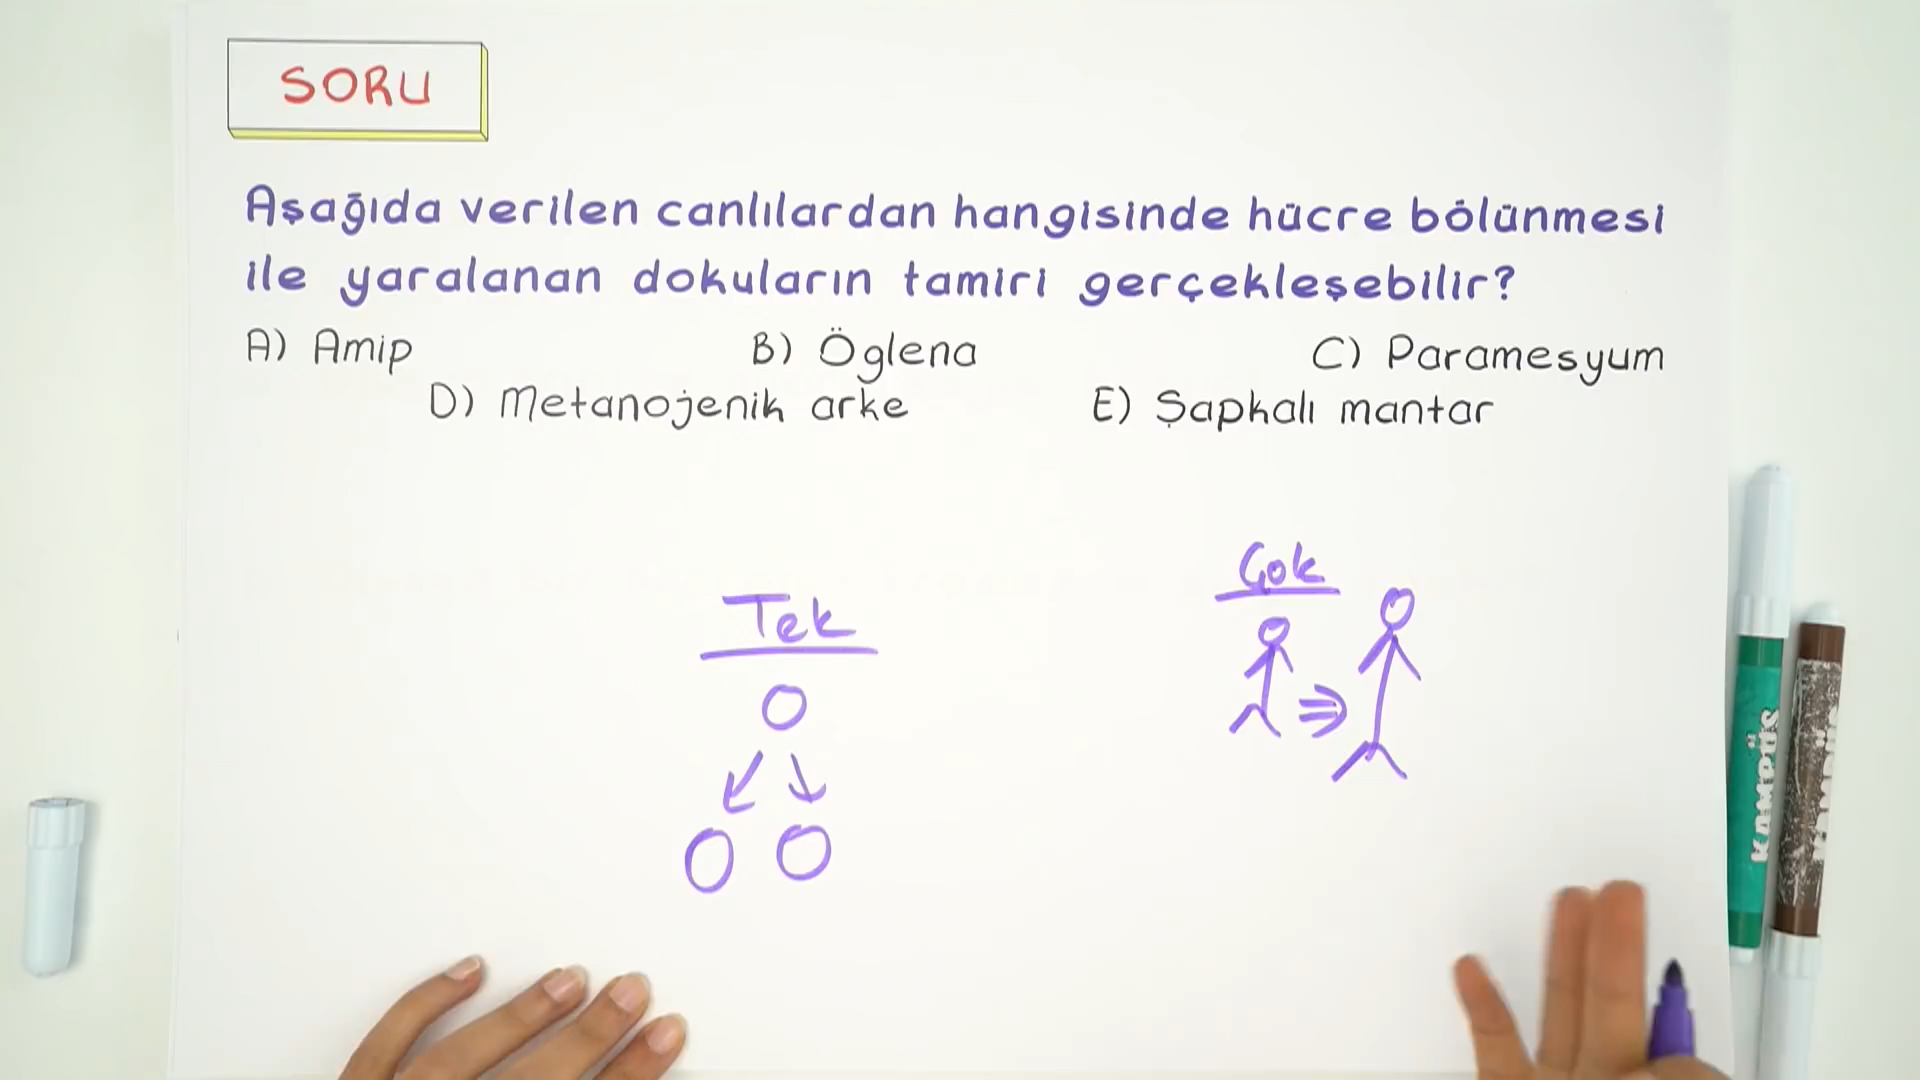 SORU
Aşağıda verilen canlılardan hangisinde hücre bölünmesi
ile yaralanan dokuların tamiri gerçekleşebilir?
A) Amip B) Öglena C) Paramesyum
D) Metanojenik arke E) Şapkalı mantar
Tek
Çok
KAMPÜS
KAMPÜS